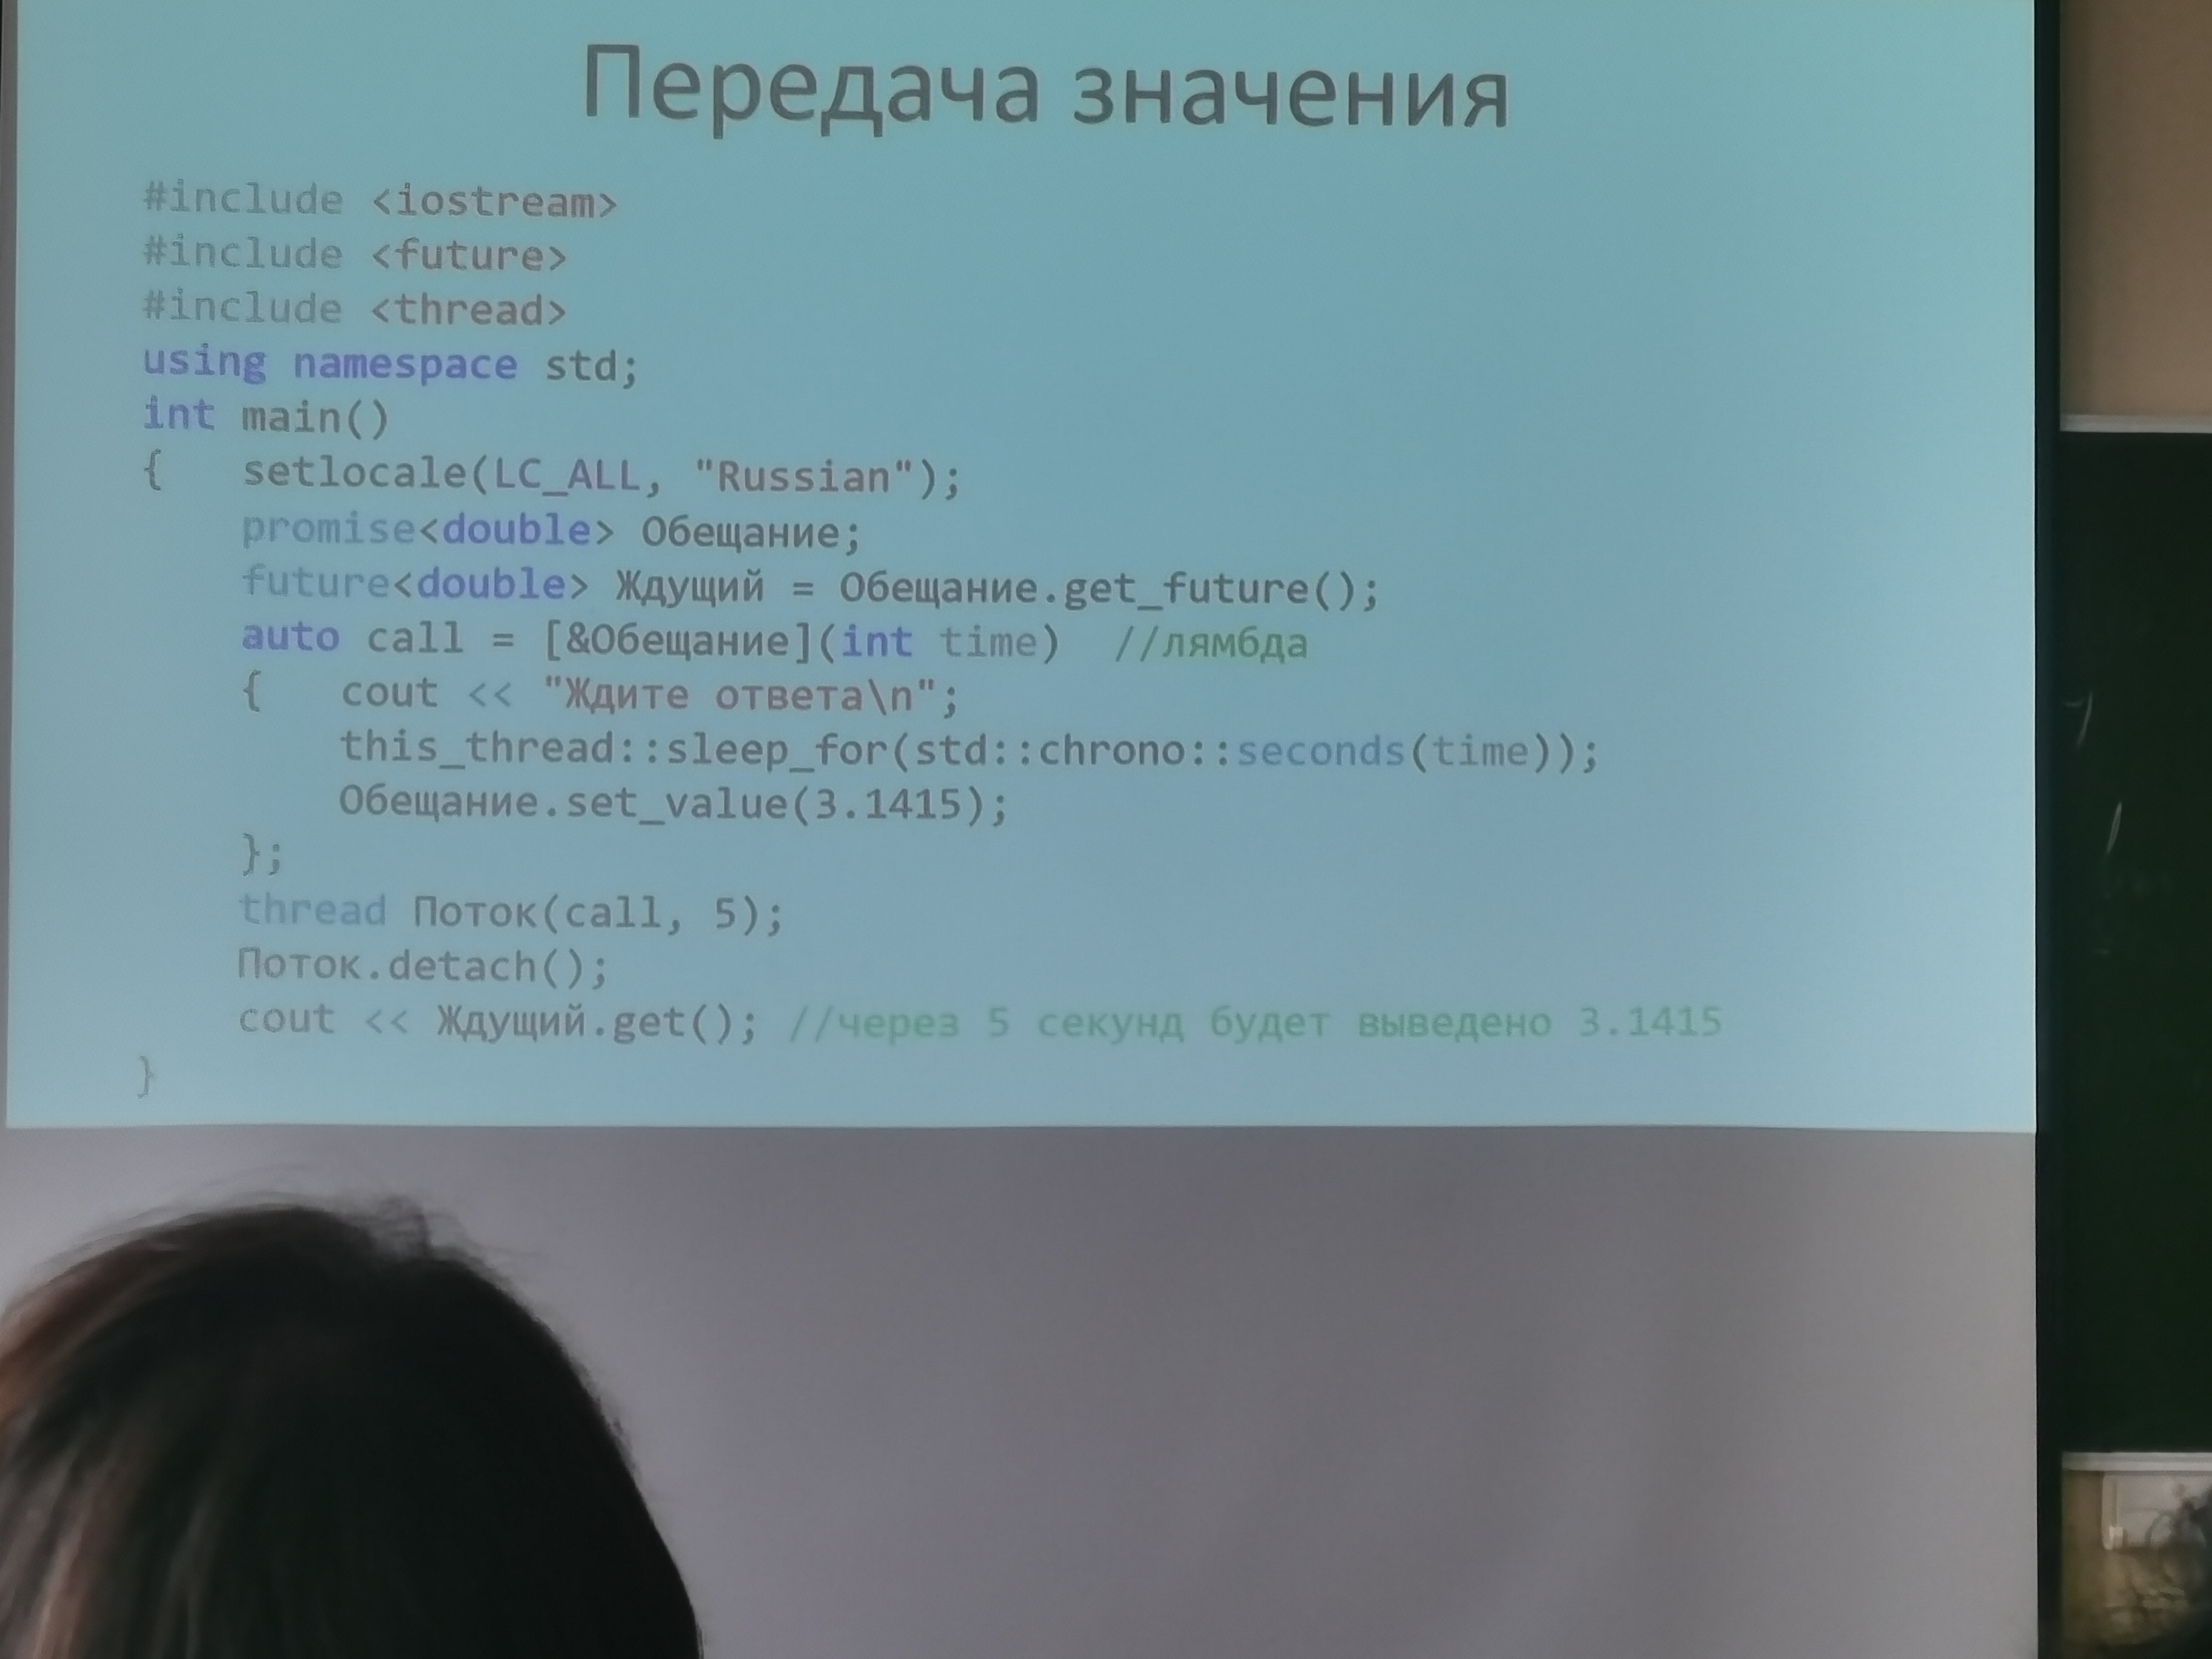 Передача значения
#include <iostream>
#include <future>
#include <thread>
using namespace std;
int main()
{   setlocale(LC_ALL, "Russian");
    promise<double> Обещание;
    future<double> Ждущий = Обещание.get_future();
    auto call = [&Обещание](int time)  //лямбда
    {   cout << "Ждите ответа\n";
        this_thread::sleep_for(std::chrono::seconds(time));
        Обещание.set_value(3.1415);
    };
    thread Поток(call, 5);
    Поток.detach();
    cout << Ждущий.get(); //через 5 секунд будет выведено 3.1415
}